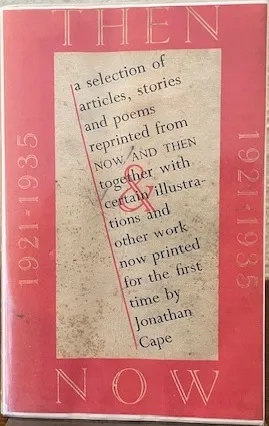 THEN
1921-1935
a selection of
articles, stories
and poems
reprinted from
NOW AND THEN
together with
&
certain illustra-
tions and
other work
now printed
for the first
time by
Jonathan
Cape
1921-1935
NOW